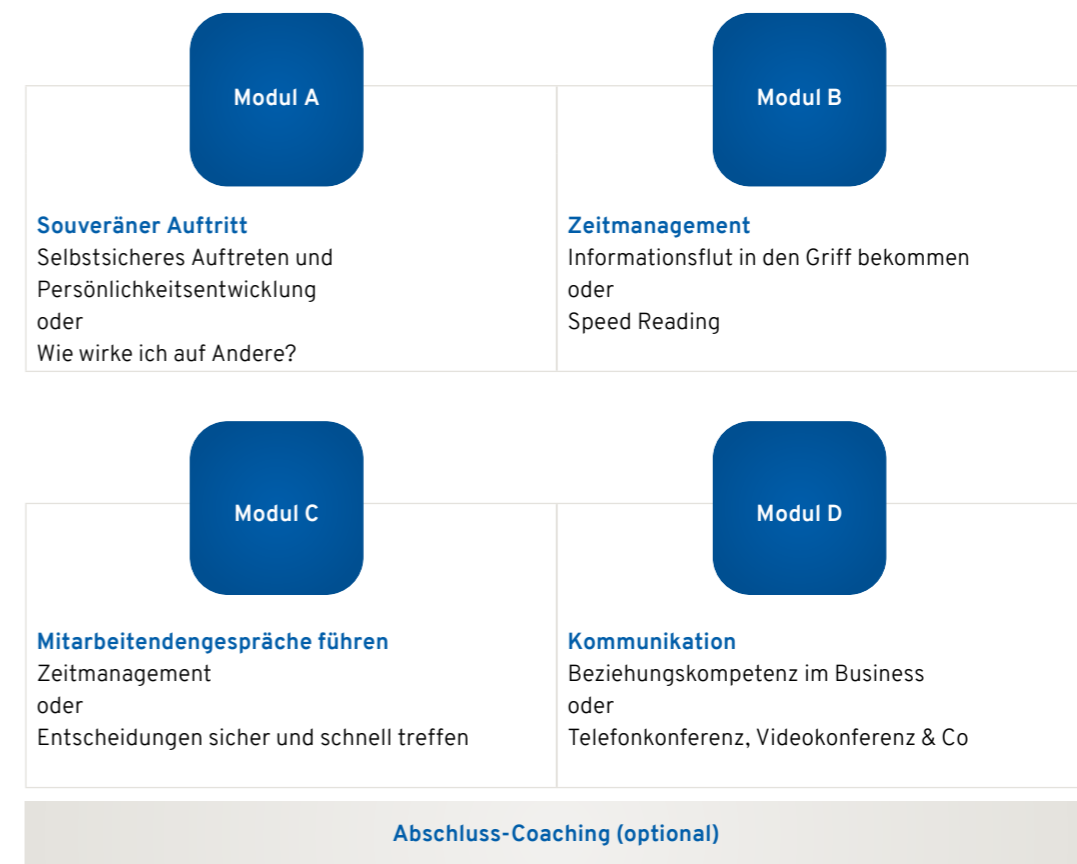 Modul A
Souveräner Auftritt
Selbstsicheres Auftreten und
Persönlichkeitsentwicklung
oder
Wie wirke ich auf Andere?
Modul B
Zeitmanagement
Informationsflut in den Griff bekommen
oder
Speed Reading
Modul C
Mitarbeitendengespräche führen
Zeitmanagement
oder
Entscheidungen sicher und schnell treffen
Modul D
Kommunikation
Beziehungskompetenz im Business
oder
Telefonkonferenz, Videokonferenz & Co
Abschluss-Coaching (optional)